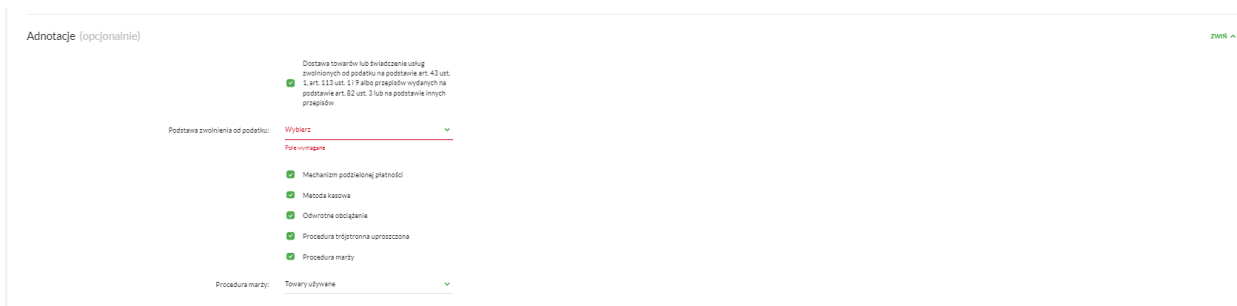 Adnotacje (opcjonalnie)
ZWIŃ
Dostawa towarów lub świadczenie usług
zwolnionych od podatku na podstawie art. 43 ust.
1, art. 113 ust. 1 i 9 albo przepisów wydanych na
podstawie art. 82 ust. 3 lub na podstawie innych
przepisów
Podstawa zwolnienia od podatku:
Wybierz
Pole wymagane
Mechanizm podzielonej płatności
Metoda kasowa
Odwrotne obciążenie
Procedura trójstronna uproszczona
Procedura marży
Procedura marży:
Towary używane